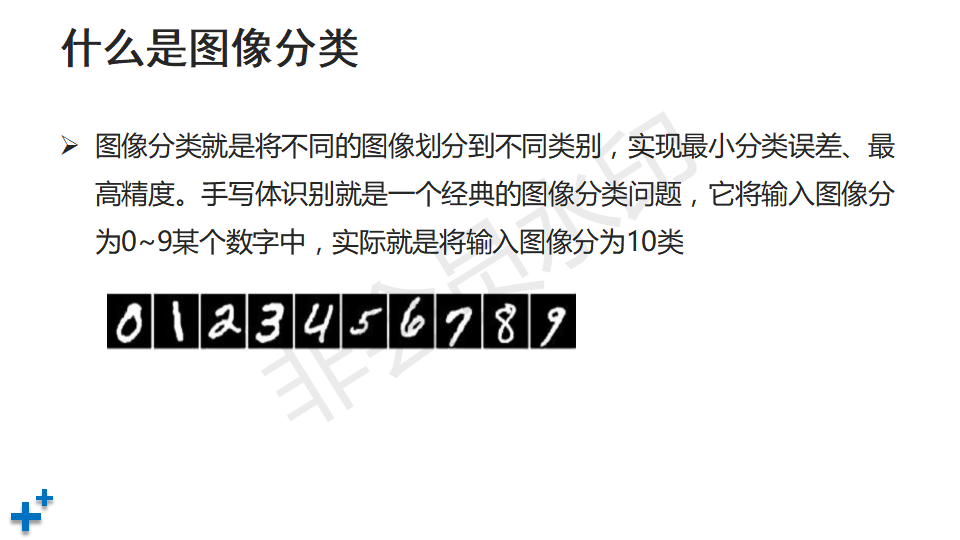 什么是图像分类
图像分类就是将不同的图像划分到不同类别，实现最小分类误差、最
高精度。手写体识别就是一个经典的图像分类问题，它将输入图像分
为0~9某个数字中，实际就是将输入图像分为10类
0 1 2 3 4 5 6 7 8 9
非会员水印